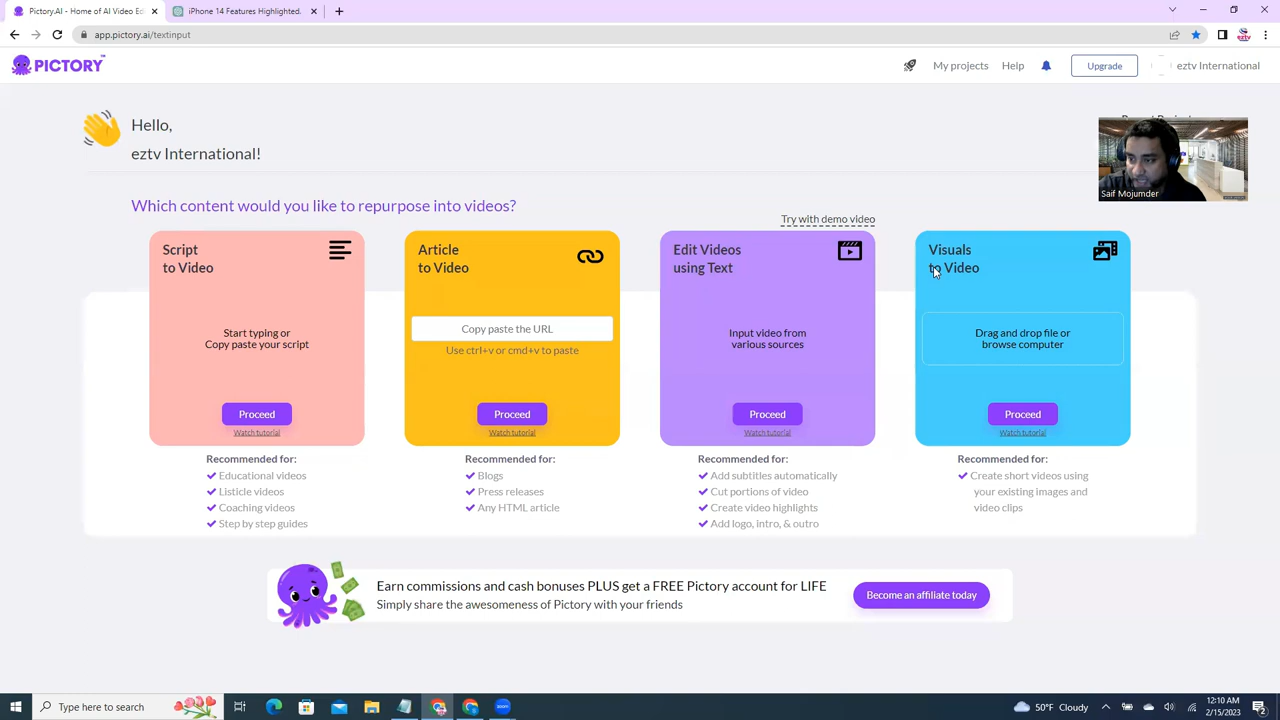 Pictory.AI - Home of AI Video Ed
iPhone 14 Features Highlighted.
app.pictory.ai/textinput
PICTORY
My projects
Help
Upgrade
eztv International
Hello,
eztv International!
Saif Mojumder
Which content would you like to repurpose into videos?
Try with demo video
Script
to Video
Start typing or
Copy paste your script
Proceed
Watch tutorial
Recommended for:
Educational videos
Listicle videos
Coaching videos
Step by step guides
Article
to Video
Copy paste the URL
Use ctrl+v or cmd+v to paste
Proceed
Watch tutorial
Recommended for:
Blogs
Press releases
Any HTML article
Edit Videos
using Text
Input video from
various sources
Proceed
Watch tutorial
Recommended for:
Add subtitles automatically
Cut portions of video
Create video highlights
Add logo, intro, & outro
Visuals
to Video
Drag and drop file or
browse computer
Proceed
Watch tutorial
Recommended for:
Create short videos using
your existing images and
video clips
Earn commissions and cash bonuses PLUS get a FREE Pictory account for LIFE
Simply share the awesomeness of Pictory with your friends
Become an affiliate today
Type here to search
50°F Cloudy
12:10 AM
2/15/2023
2